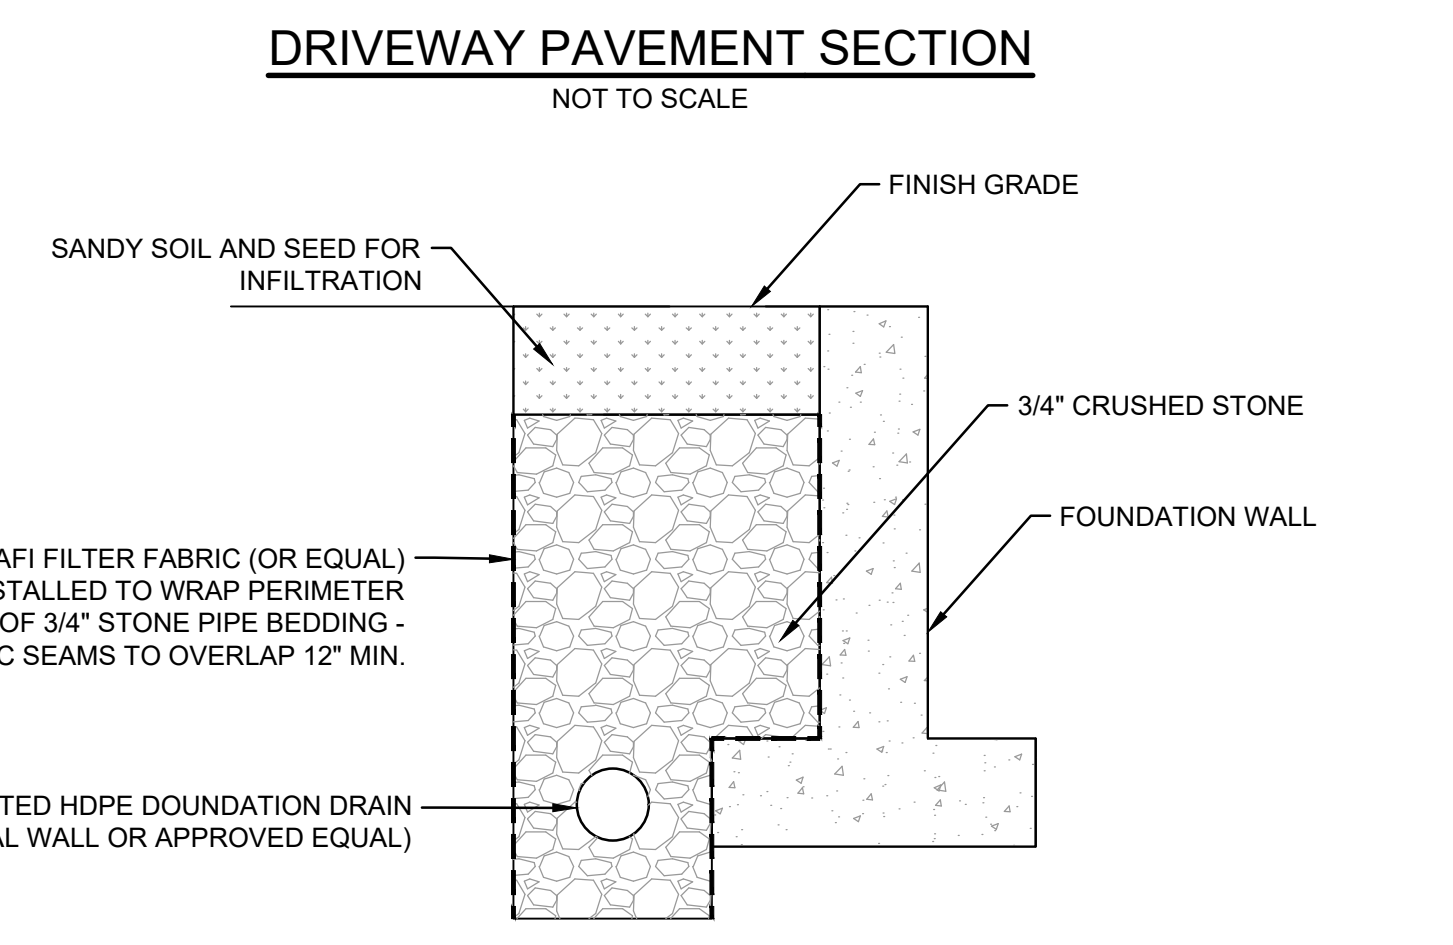 DRIVEWAY PAVEMENT SECTION
NOT TO SCALE
FINISH GRADE
SANDY SOIL AND SEED FOR
INFILTRATION
3/4" CRUSHED STONE
FOUNDATION WALL
AFI FILTER FABRIC (OR EQUAL)
STALLED TO WRAP PERIMETER
OF 3/4" STONE PIPE BEDDING -
C SEAMS TO OVERLAP 12" MIN.
TED HDPE DOUNDATION DRAIN
AL WALL OR APPROVED EQUAL)